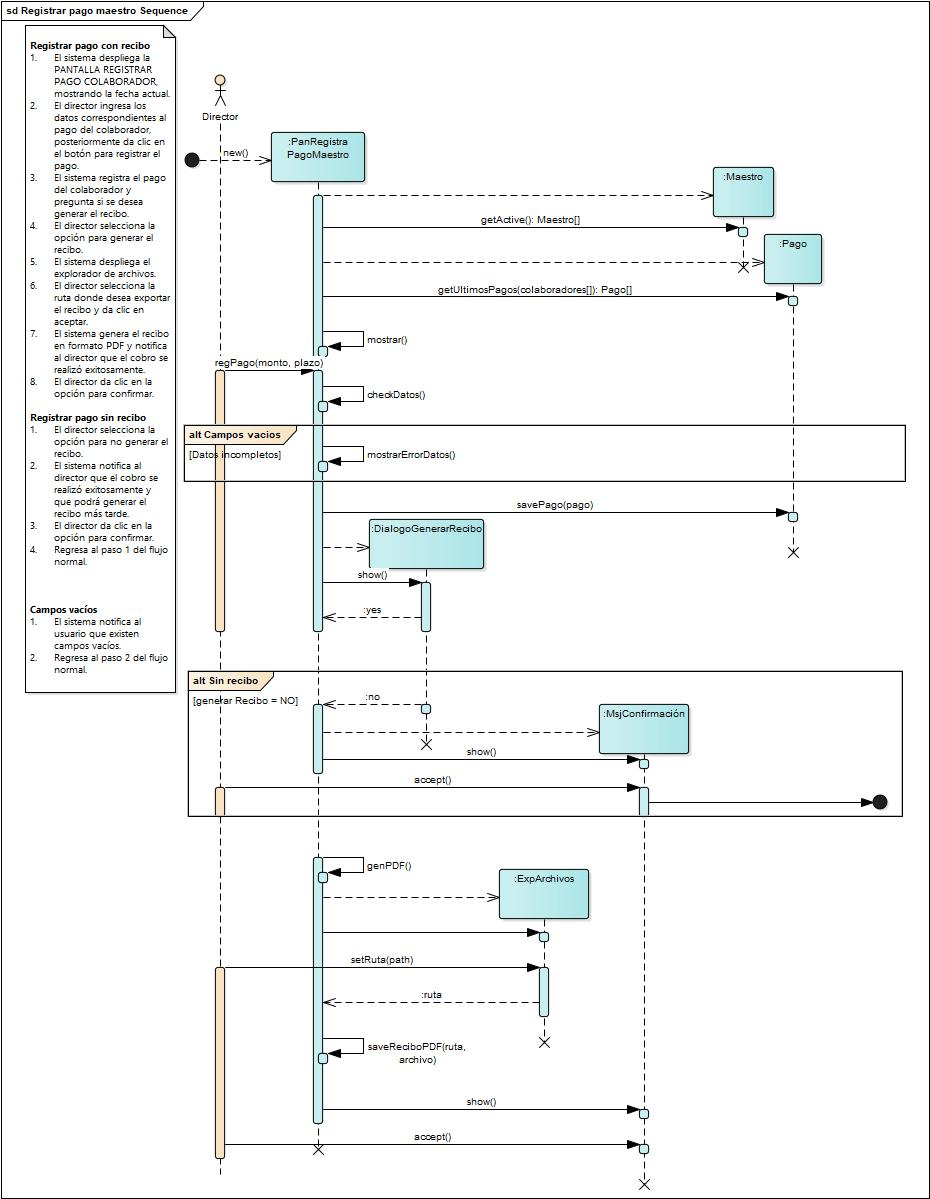 sd Registrar pago maestro Sequence
Registrar pago con recibo
1. El sistema despliega la
PANTALLA REGISTRAR
PAGO COLABORADOR,
mostrando la fecha actual.
2. El director ingresa los
datos correspondientes al
pago del colaborador,
posteriormente da clic en
el botón para registrar el
pago.
3. El sistema registra el pago
del colaborador y
pregunta si se desea
generar el recibo.
4. El director selecciona la
opción para generar el
recibo.
5. El sistema despliega el
explorador de archivos.
6. El director selecciona la
ruta donde desea exportar
el recibo y da clic en
aceptar.
7. El sistema genera el recibo
en formato PDF y notifica
al director que el cobro se
realizó exitosamente.
8. El director da clic en la
opción para confirmar.
Registrar pago sin recibo
1. El director selecciona la
opción para no generar el
recibo.
2. El sistema notifica al
director que el cobro se
realizó exitosamente y
que podrá generar el
recibo más tarde.
3. El director da clic en la
opción para confirmar.
4. Regresa al paso 1 del flujo
normal.
Campos vacíos
1. El sistema notifica al
usuario que existen
campos vacíos.
2. Regresa al paso 2 del flujo
normal.
Director
new()
:PanRegistra
PagoMaestro
:Maestro
getActive(): Maestro[]
:Pago
getUltimosPagos(colaboradores[]): Pago[]
mostrar()
regPago(monto, plazo)
checkDatos()
alt Campos vacios
[Datos incompletos]
mostrarErrorDatos()
savePago(pago)
:DialogoGenerarRecibo
show()
:yes
alt Sin recibo
[generar Recibo = NO]
:no
:MsjConfirmación
show()
accept()
genPDF()
:ExpArchivos
setRuta(path)
:ruta
saveReciboPDF(ruta,
archivo)
show()
accept()